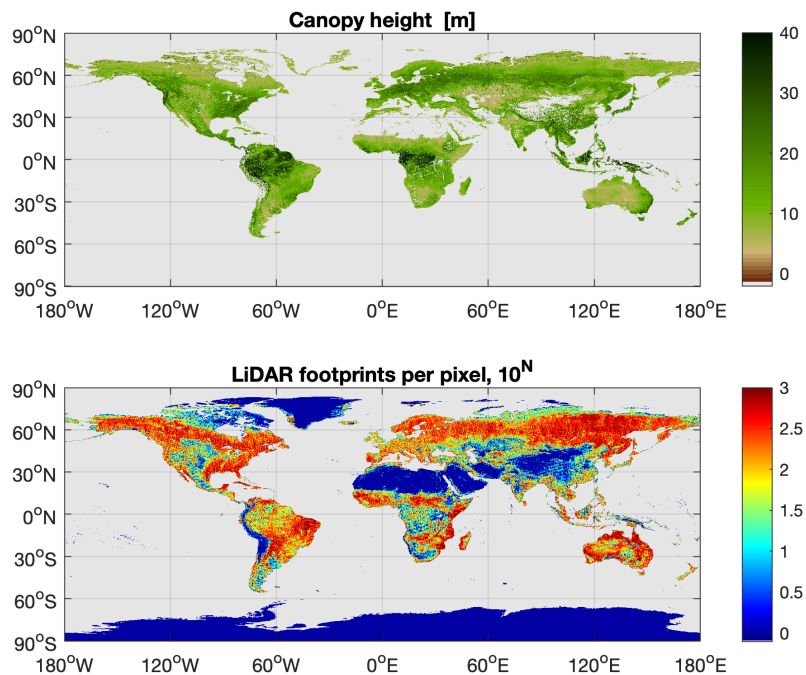 Canopy height [m]
90°N
60°N
30°N
0°N
30°S
60°S
90°S
180°W 120°W 60°W 0°E 60°E 120°E 180°E
40
30
20
10
0
LiDAR footprints per pixel, 10^N
90°N
60°N
30°N
0°N
30°S
60°S
90°S
180°W 120°W 60°W 0°E 60°E 120°E 180°E
3
2.5
2
1.5
1
0.5
0